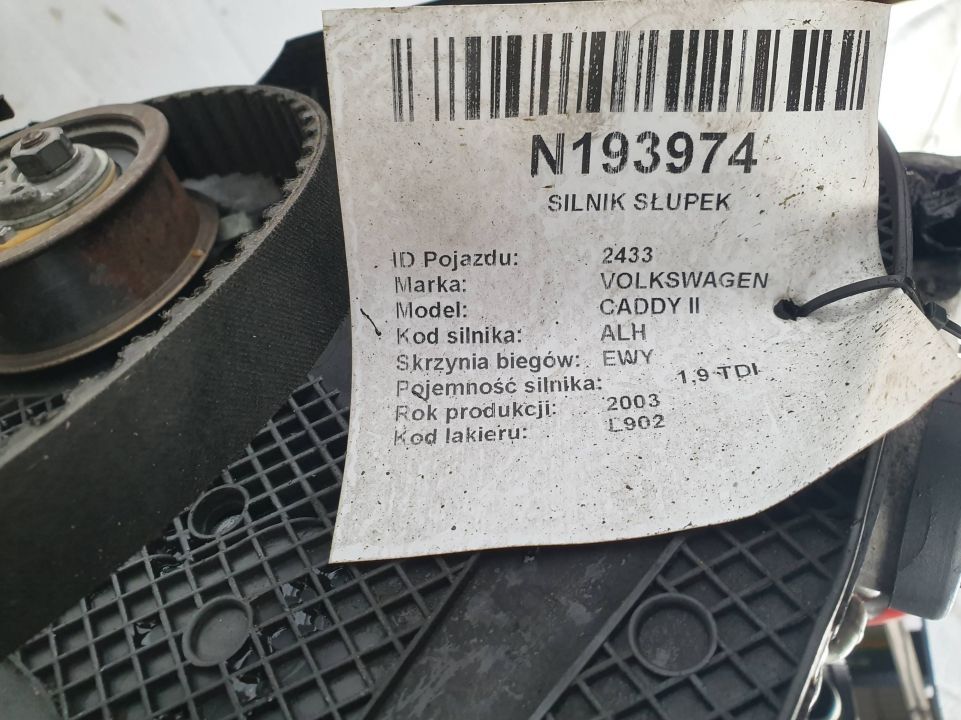 N193974
SILNIK SŁUPEK
ID Pojazdu: 2433
Marka: VOLKSWAGEN
Model: CADDY II
Kod silnika: ALH
Skrzynia biegów: EWY
Pojemność silnika: 1,9 TDI
Rok produkcji: 2003
Kod lakieru: L902